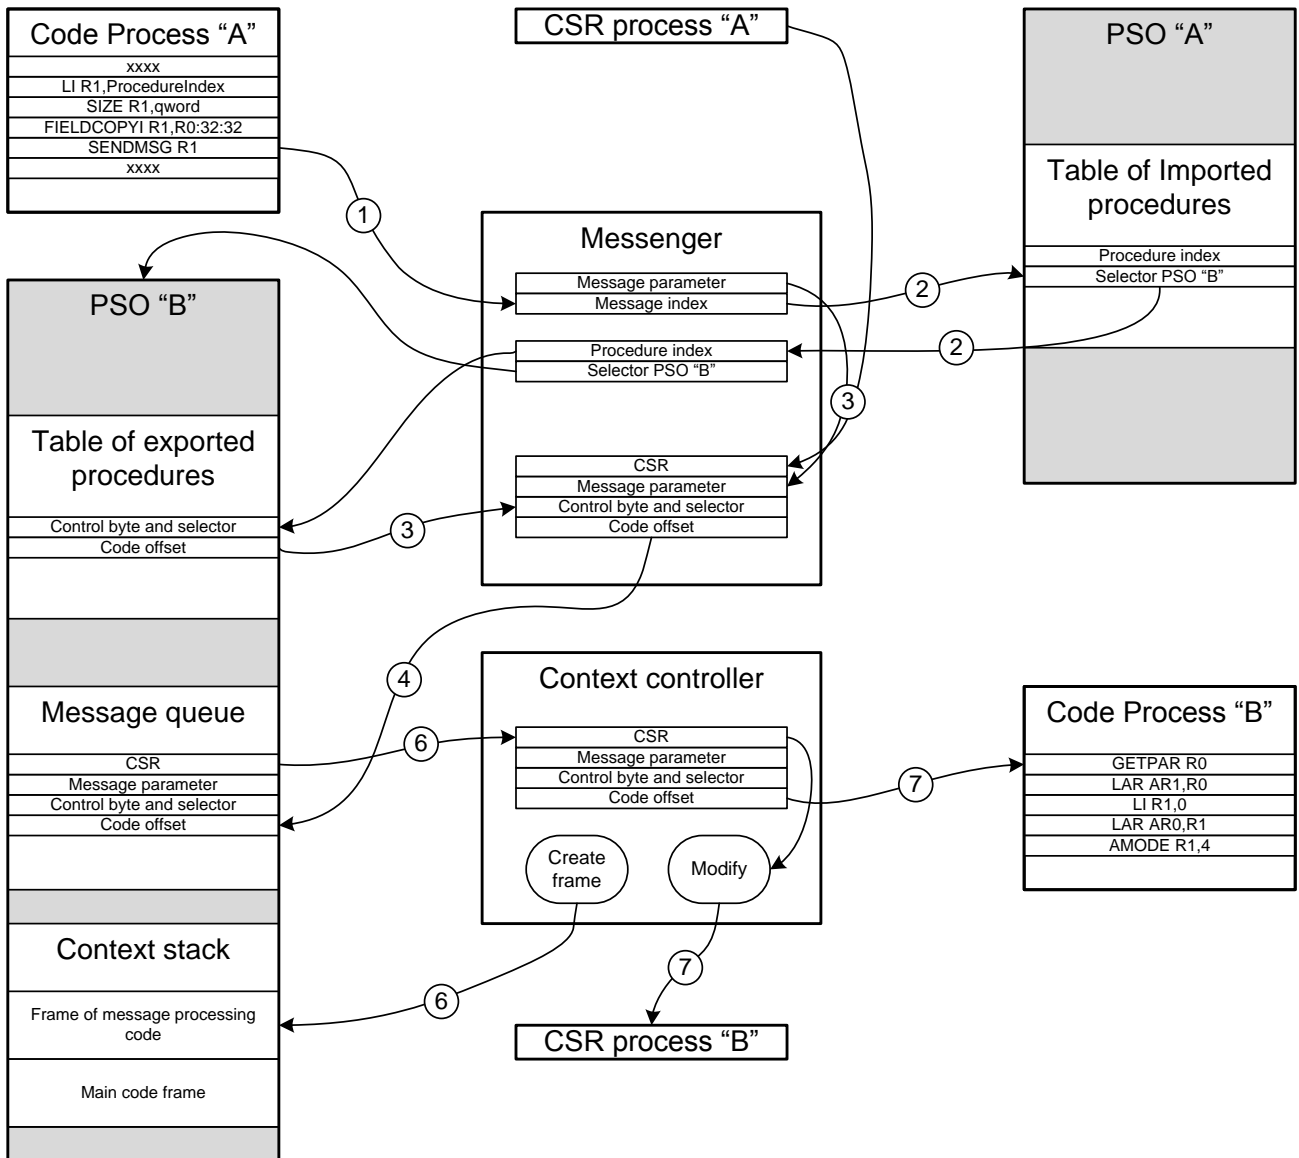 Code Process “A”
xxxx
LI R1,ProcedureIndex
SIZE R1,qword
FIELDCOPYI R1,R0:32:32
SENDMSG R1
xxxx
CSR process “A”
PSO “A”
Table of Imported
procedures
Procedure index
Selector PSO “B”
1
Messenger
Message parameter
Message index
2
Procedure index
Selector PSO “B”
2
3
CSR
Message parameter
Control byte and selector
Code offset
PSO “B”
Table of exported
procedures
Control byte and selector
Code offset
3
4
Message queue
CSR
Message parameter
Control byte and selector
Code offset
6
Context controller
CSR
Message parameter
Control byte and selector
Code offset
Create
frame
Modify
7
Code Process “B”
GETPAR R0
LAR AR1,R0
LI R1,0
LAR AR0,R1
AMODE R1,4
Context stack
Frame of message processing
code
Main code frame
6
7
CSR process “B”